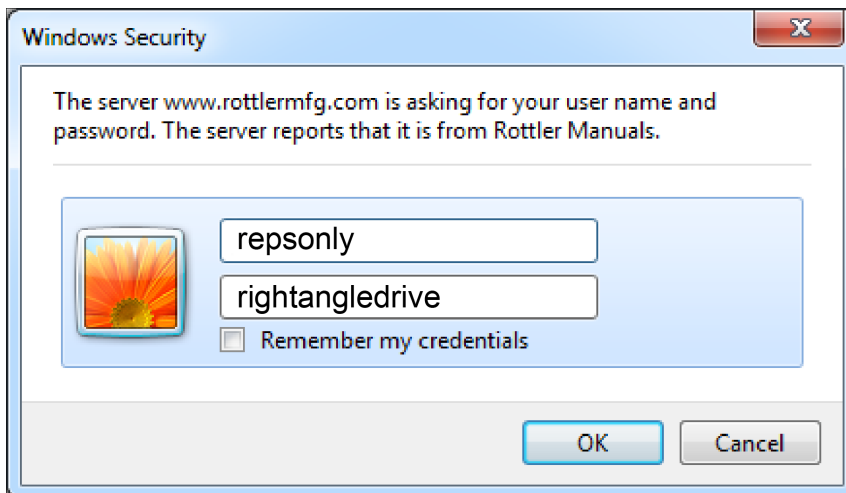 Windows Security
The server www.rottlermfg.com is asking for your user name and
password. The server reports that it is from Rottler Manuals.
repsonly
rightangledrive
Remember my credentials
OK Cancel